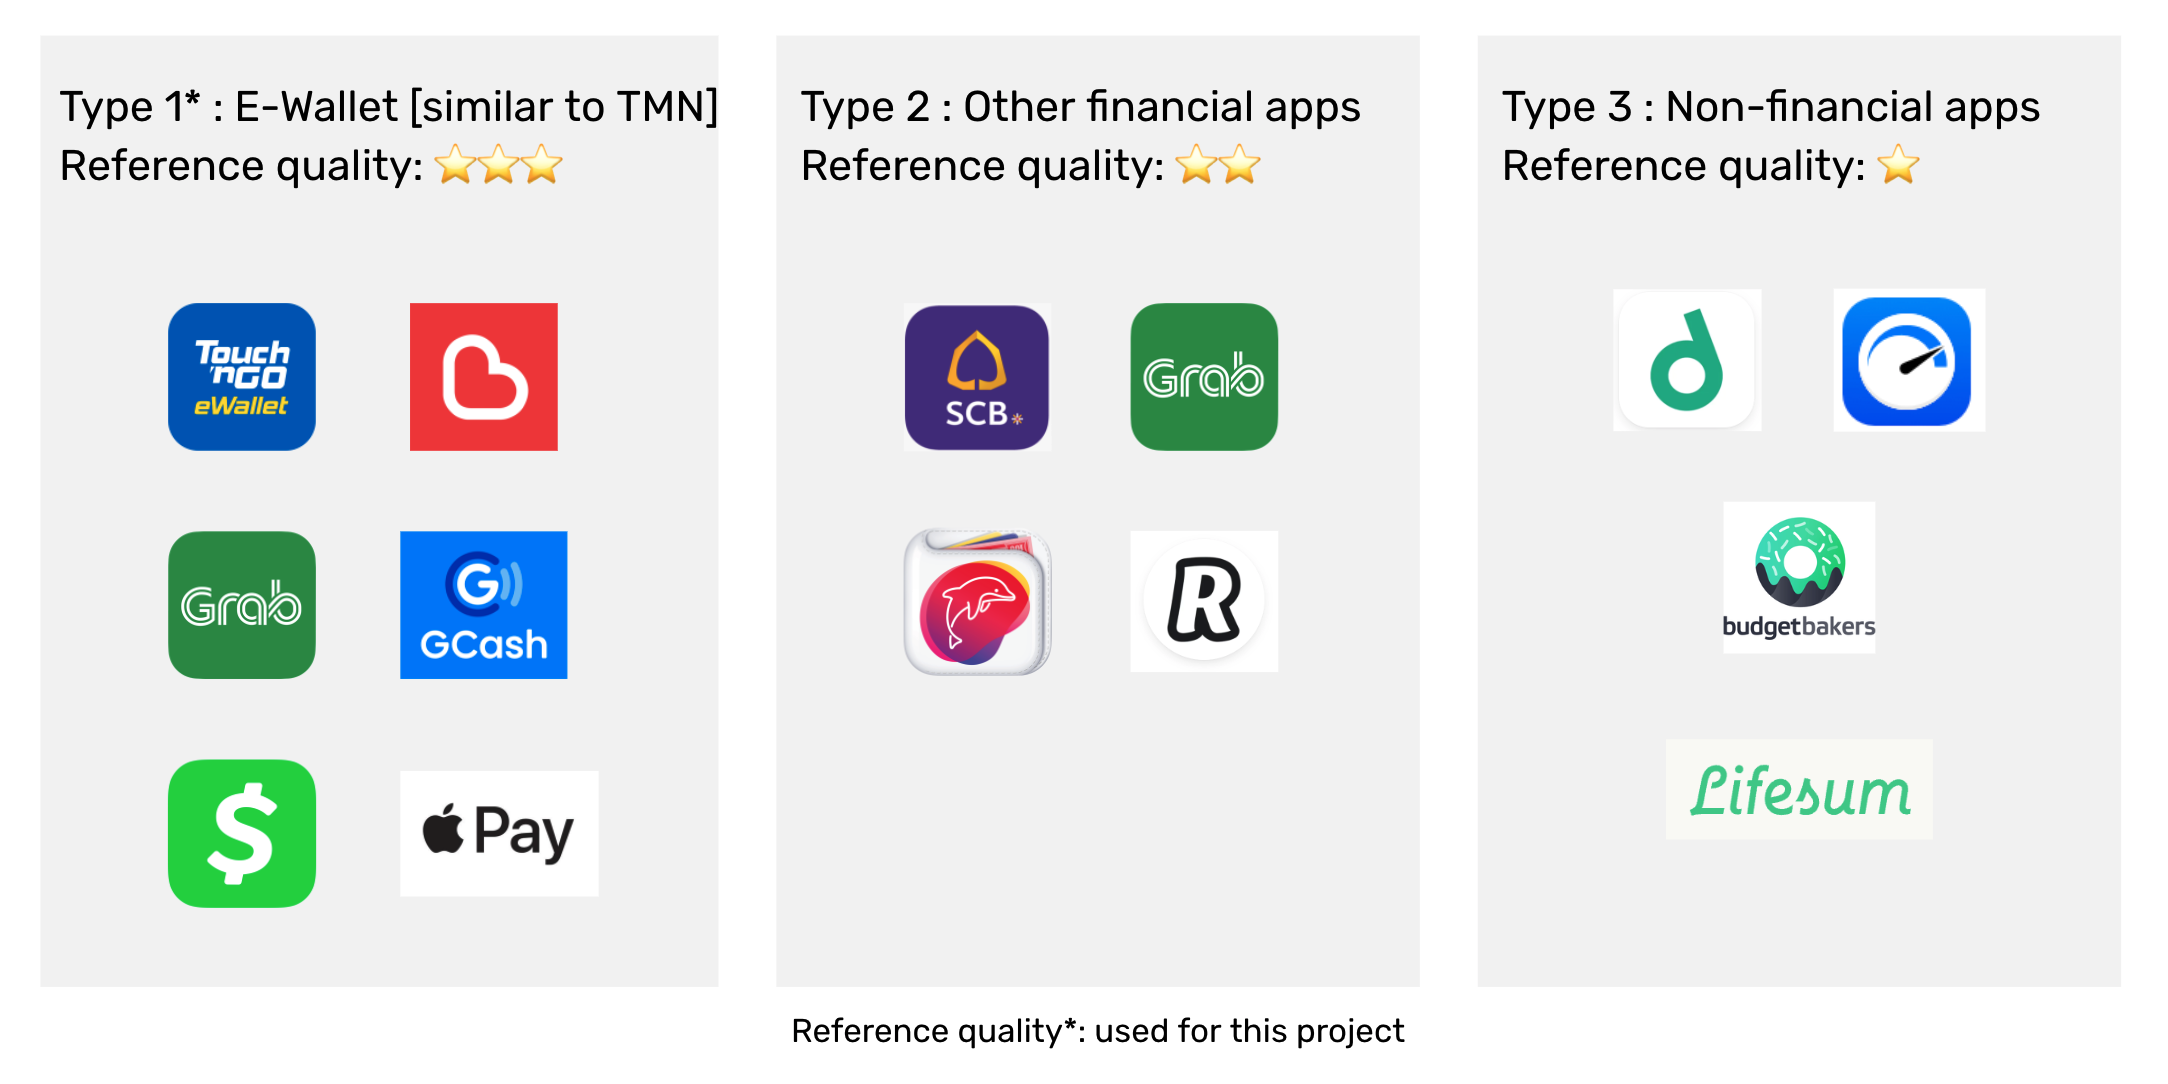 Type 1* : E-Wallet [similar to TMN]
Reference quality: ⭐⭐⭐
Touch
'nGO
eWallet
Grab
GCash
$
Pay
Type 2 : Other financial apps
Reference quality: ⭐⭐
SCB
Grab
R
Type 3 : Non-financial apps
Reference quality: ⭐
d
budgetbakers
Lifesum
Reference quality*: used for this project